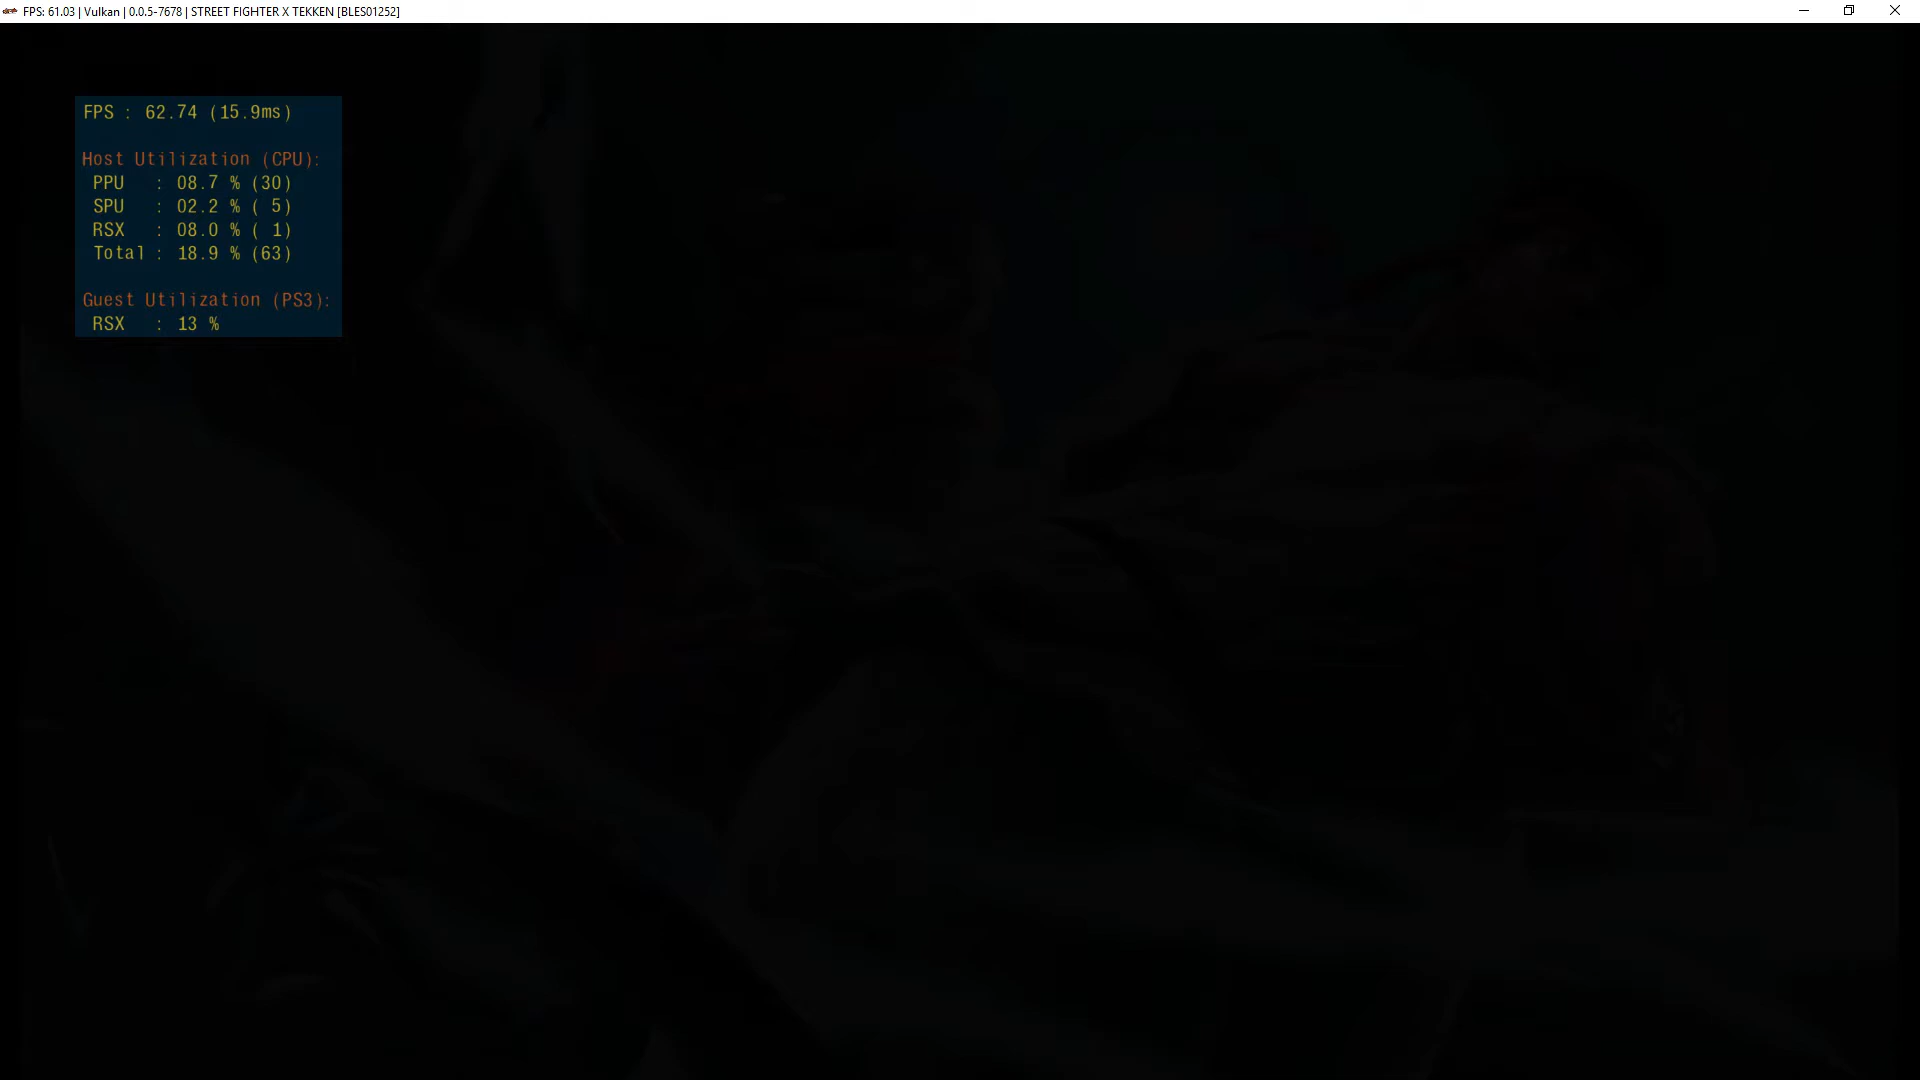 FPS: 61.03 | Vulkan | 0.0.5-7678 | STREET FIGHTER X TEKKEN [BLES01252]
FPS : 62.74 (15.9ms)
Host Utilization (CPU):
PPU : 08.7 % (30)
SPU : 02.2 % ( 5)
RSX : 08.0 % ( 1)
Total : 18.9 % (63)
Guest Utilization (PS3):
RSX : 13 %